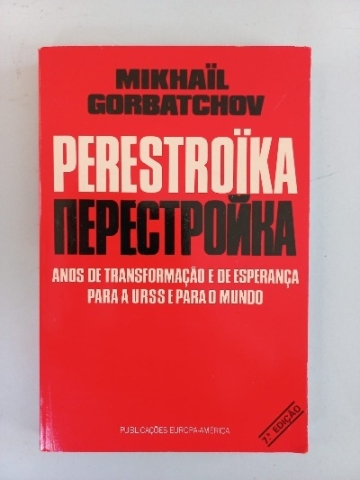 MIKHAÏL
GORBATCHOV
PERESTROÏKA
ПЕРЕСТРОЙКА
ANOS DE TRANSFORMAÇÃO E DE ESPERANÇA
PARA A URSS E PARA O MUNDO
7.ª EDIÇÃO
PUBLICAÇÕES EUROPA-AMÉRICA